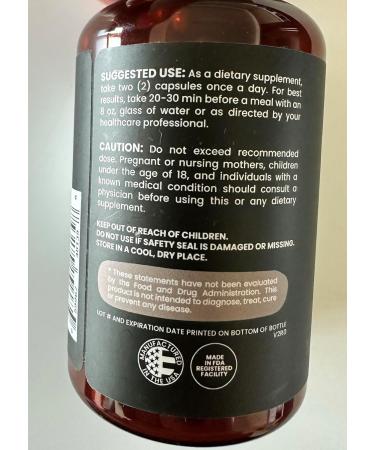 SUGGESTED USE: As a dietary supplement,
take two (2) capsules once a day. For best
results, take 20-30 min before a meal with an
8 oz. glass of water or as directed by your
healthcare professional.
CAUTION: Do not exceed recommended
dose. Pregnant or nursing mothers, children
under the age of 18, and individuals with a
known medical condition should consult a
physician before using this or any dietary
supplement.
KEEP OUT OF REACH OF CHILDREN.
DO NOT USE IF SAFETY SEAL IS DAMAGED OR MISSING.
STORE IN A COOL, DRY PLACE.
* These statements have not been evaluated
by the Food and Drug Administration. This
product is not intended to diagnose, treat, cure
or prevent any disease.
LOT # AND EXPIRATION DATE PRINTED ON BOTTOM OF BOTTLE
V2R0
MANUFACTURED
IN THE USA
MADE
IN FDA
REGISTERED
FACILITY